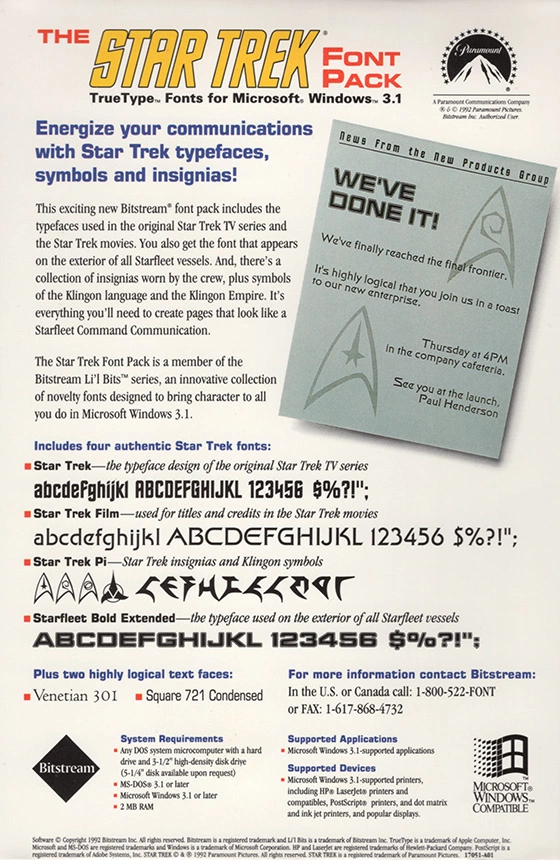 THE STAR TREK® FONT PACK
TrueType™ Fonts for Microsoft® Windows™ 3.1
Paramount
A Paramount Communications Company
® & © 1992 Paramount Pictures.
Bitstream Inc. Authorized User.
Energize your communications
with Star Trek typefaces,
symbols and insignias!
This exciting new Bitstream® font pack includes the
typefaces used in the original Star Trek TV series and
the Star Trek movies. You also get the font that appears
on the exterior of all Starfleet vessels. And, there's a
collection of insignias worn by the crew, plus symbols
of the Klingon language and the Klingon Empire. It's
everything you'll need to create pages that look like a
Starfleet Command Communication.
The Star Trek Font Pack is a member of the
Bitstream Li'l Bits™ series, an innovative collection
of novelty fonts designed to bring character to all
you do in Microsoft Windows 3.1.
News From the New Products Group
WE'VE
DONE IT!
We've finally reached the final frontier.
It's highly logical that you join us in a toast
to our new enterprise.
Thursday at 4PM
in the company cafeteria.
See you at the launch,
Paul Henderson
Includes four authentic Star Trek fonts:
Star Trek—the typeface design of the original Star Trek TV series
abcdefghijkl ABCDEFGHIJKL 123456 $%?!";
Star Trek Film—used for titles and credits in the Star Trek movies
abcdefghijkl ABCDEFGHIJKL 123456 $%?!";
Star Trek Pi—Star Trek insignias and Klingon symbols
Starfleet Bold Extended—the typeface used on the exterior of all Starfleet vessels
ABCDEFGHIJKL 123456 $%?!";
Plus two highly logical text faces:
Venetian 301
Square 721 Condensed
For more information contact Bitstream:
In the U.S. or Canada call: 1-800-522-FONT
or FAX: 1-617-868-4732
Bitstream
System Requirements
Any DOS system microcomputer with a hard
drive and 3-1/2" high-density disk drive
(5-1/4" disk available upon request)
MS-DOS® 3.1 or later
Microsoft Windows 3.1 or later
2 MB RAM
Supported Applications
Microsoft Windows 3.1-supported applications
Supported Devices
Microsoft Windows 3.1-supported printers,
including HP® LaserJet® printers and
compatibles, PostScript® printers, and dot matrix
and ink jet printers, and popular displays.
MICROSOFT®
WINDOWS™
COMPATIBLE
Software © Copyright 1992 Bitstream Inc. All rights reserved. Bitstream is a registered trademark and Li'l Bits is a trademark of Bitstream Inc. TrueType is a trademark of Apple Computer, Inc.
Microsoft and MS-DOS are registered trademarks and Windows is a trademark of Microsoft Corporation. HP and LaserJet are registered trademarks of Hewlett-Packard Company. PostScript is a
registered trademark of Adobe Systems, Inc. STAR TREK © & ® 1992 Paramount Pictures. All rights reserved. STAR TREK is a registered trademark of Paramount Pictures. 17051-A01